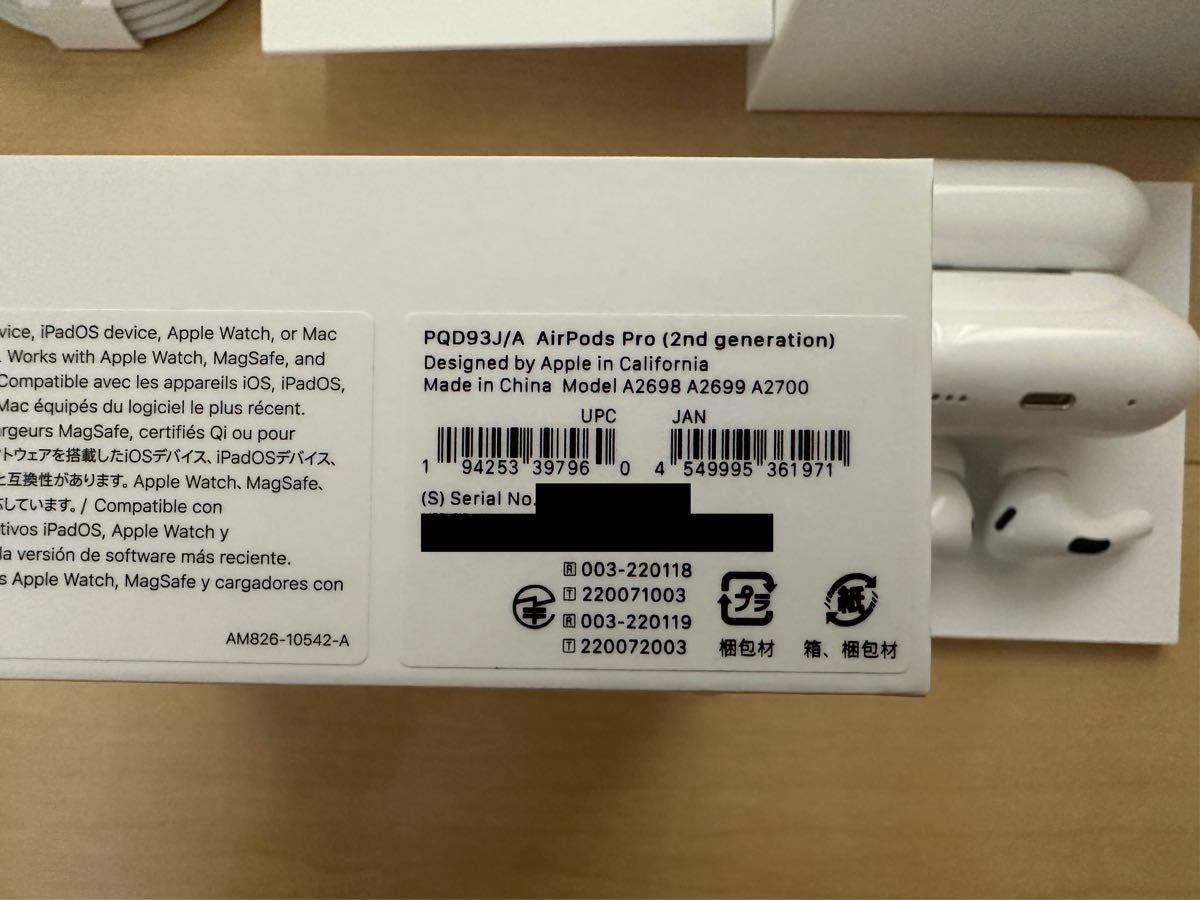 vice, iPadOS device, Apple Watch, or Mac
. Works with Apple Watch, MagSafe, and
Compatible avec les appareils iOS, iPadOS,
Mac équipés du logiciel le plus récent.
argeurs MagSafe, certifiés Qi ou pour
トウェアを搭載したiOSデバイス、iPadOSデバイス、
と互換性があります。Apple Watch、MagSafe、
しています。/ Compatible con
tivos iPadOS, Apple Watch y
la versión de software más reciente.
s Apple Watch, MagSafe y cargadores con
AM826-10542-A
PQD93J/A AirPods Pro (2nd generation)
Designed by Apple in California
Made in China Model A2698 A2699 A2700
UPC JAN
1 94253 39796 0 4 549995 361971
(S) Serial No.
R 003-220118
T 220071003
R 003-220119
T 220072003
プラ 紙
梱包材 箱、梱包材